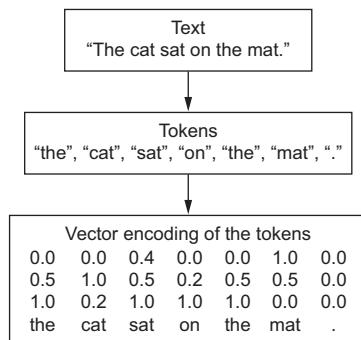 Text
“The cat sat on the mat.”
Tokens
“the”, “cat”, “sat”, “on”, “the”, “mat”, “.”
Vector encoding of the tokens
0.0 0.0 0.4 0.0 0.0 1.0 0.0
0.5 1.0 0.5 0.2 0.5 0.5 0.0
1.0 0.2 1.0 1.0 1.0 0.0 0.0
the cat sat on the mat .